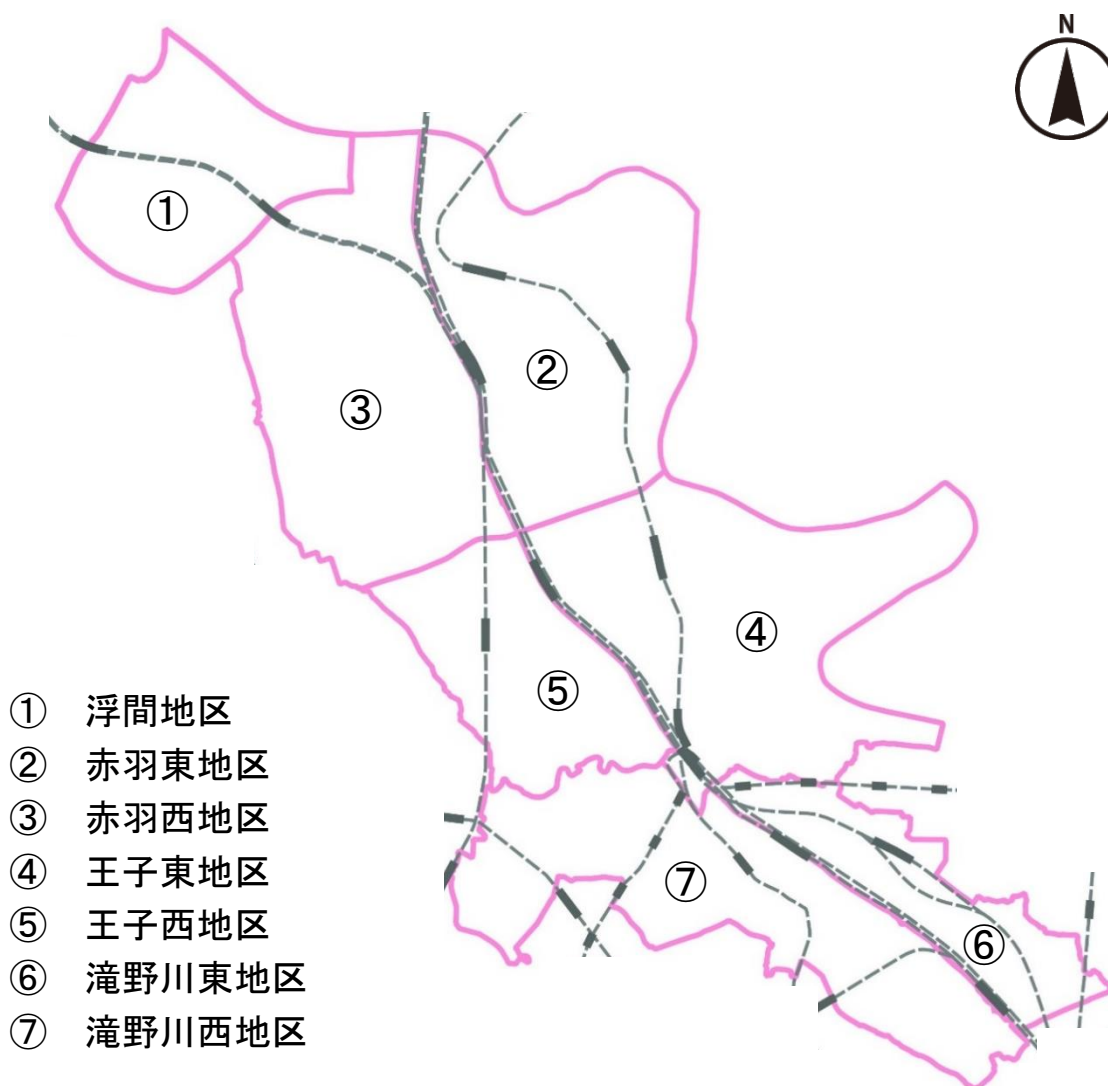 N
①
②
③
④
⑤
⑦
⑥
① 浮間地区
② 赤羽東地区
③ 赤羽西地区
④ 王子東地区
⑤ 王子西地区
⑥ 滝野川東地区
⑦ 滝野川西地区